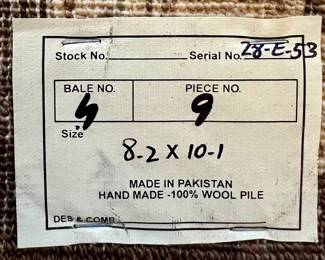 Stock No. Serial No. 28-E-53
BALE NO. PIECE NO.
4 9
Size
8-2 X 10-1
MADE IN PAKISTAN
HAND MADE -100% WOOL PILE
DES & COMB